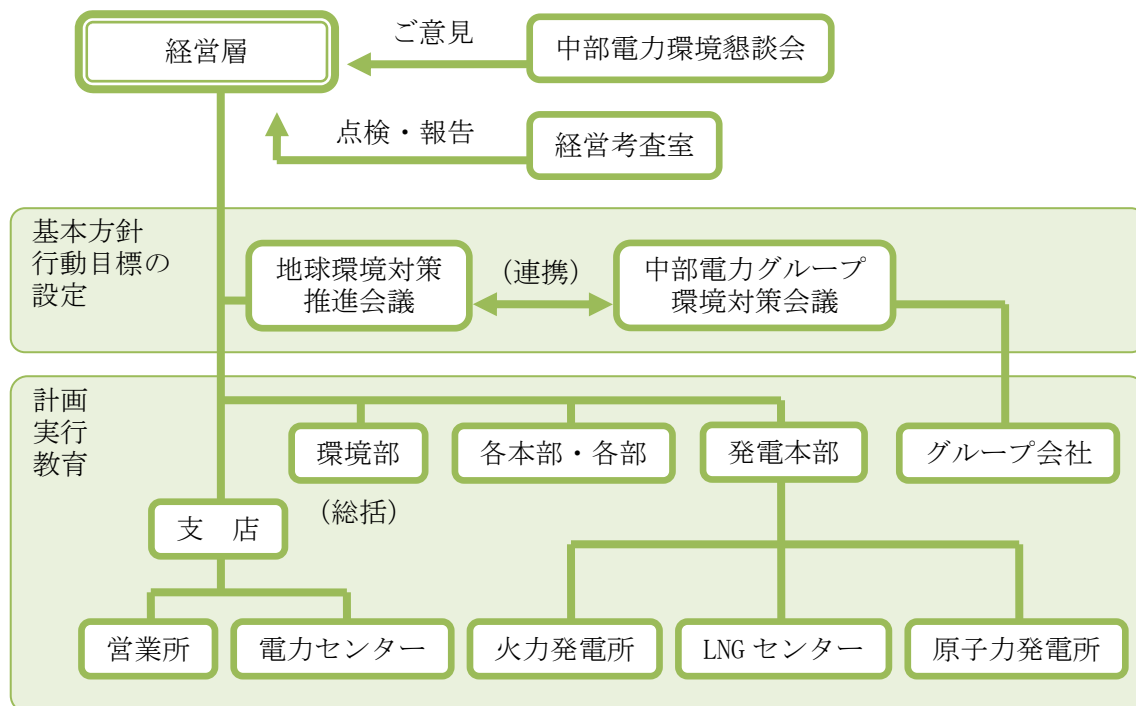 経営層
ご意見
中部電力環境懇談会
点検・報告
経営考査室
基本方針
行動目標の
設定
地球環境対策
推進会議
(連携)
中部電力グループ
環境対策会議
計画
実行
教育
環境部
各本部・各部
発電本部
グループ会社
(総括)
支 店
営業所
電力センター
火力発電所
LNG センター
原子力発電所